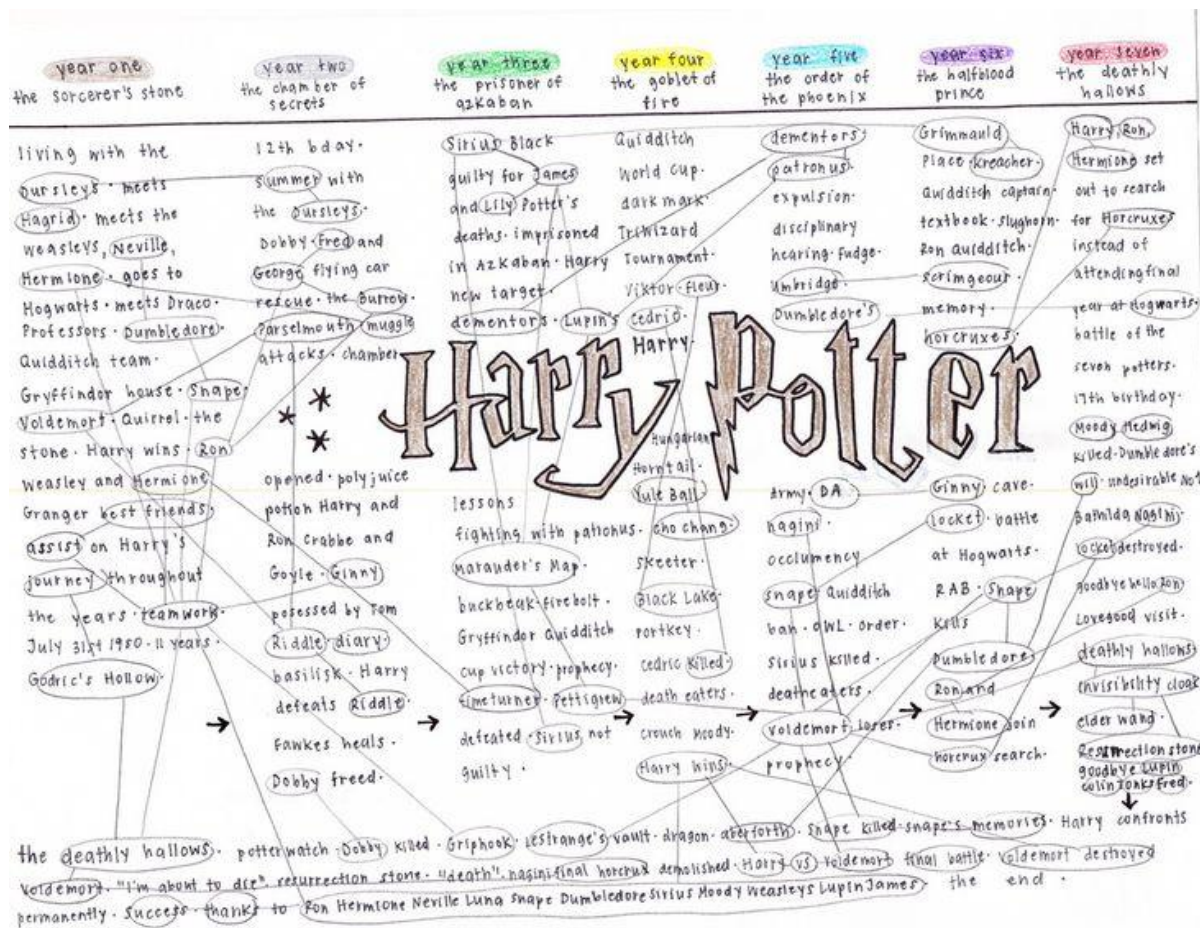 year one
the sorcerer's stone
living with the
Dursleys · meets
Hagrid · meets the
weasleys, Neville,
Hermione · goes to
Hogwarts · meets Draco ·
Professors · Dumbledore ·
Quidditch team ·
Gryffindor house · Snape ·
Voldemort · Quirrel · the
stone · Harry wins · Ron
weasley and Hermione
Granger best friends ·
assist on Harry's
journey throughout
the years · teamwork ·
July 31st 1980 · 11 years ·
Godric's Hollow ·
year two
the chamber of
secrets
12th bday ·
summer with
the Dursleys ·
Dobby · Fred and
George flying car
rescue · the Burrow ·
Parselmouth muggle
attacks · chamber
opened · polyjuice
potion Harry and
Ron Crabbe and
Goyle · Ginny
posessed by Tom
Riddle · diary ·
basilisk · Harry
defeats Riddle ·
Fawkes heals ·
Dobby freed ·
year three
the prisoner of
azkaban
Sirius Black
guilty for James
and Lily Potter's
deaths · imprisoned
in Azkaban · Harry
new target ·
dementors · Lupin's
lessons
fighting with patronus ·
Marauder's Map ·
buckbeak · firebolt ·
Gryffindor Quidditch
cup victory · prophecy ·
timeturner · Pettigrew
defeated · Sirius not
guilty ·
year four
the goblet of
fire
Quidditch
World Cup ·
dark mark ·
Triwizard
Tournament ·
Viktor · Fleur ·
Cedric ·
Harry ·
Hungarian
Horntail ·
Yule Ball ·
cho chang ·
skeeter ·
Black Lake ·
Portkey ·
cedric killed ·
death eaters ·
crouch moody ·
Harry wins ·
year five
the order of
the phoenix
dementors ·
patronus ·
expulsion ·
disciplinary
hearing · Fudge ·
Umbridge ·
Dumbledore's
Army · DA
nagini ·
occlumency
snape · Quidditch
ban · OWL · order ·
sirius killed ·
deatheaters ·
voldemort loses ·
prophecy ·
year six
the halfblood
prince
Grimmauld
Place · Kreacher ·
Quidditch captain ·
textbook · Slughorn ·
Ron Quidditch ·
scrimgeour ·
memory ·
horcruxes ·
Ginny · cave ·
locket · battle
at Hogwarts ·
RAB · Snape
Kills
Dumbledore ·
Ron and
Hermione join
horcrux search ·
year seven
the deathly
hallows
Harry, Ron,
Hermione set
out to search
for Horcruxes
instead of
attending final
year at Hogwarts ·
battle of the
seven potters ·
17th birthday ·
Moody Hedwig
killed · Dumbledore's
will · undesirable No 1
Bathilda Nagini ·
locket destroyed ·
goodbye hello Ron ·
Lovegood visit ·
deathly hallows
invisibility cloak
elder wand ·
Resurrection stone
goodbye Lupin
colin Tonks Fred ·
Harry Potter
the deathly hallows · potterwatch · Dobby killed · Griphook · Lestrange's vault · dragon · aberforth · Snape killed · snape's memories · Harry confronts
Voldemort · "I'm about to die" resurrection stone · "death" · nagini final horcrux demolished · Harry vs voldemort final battle · Voldemort destroyed
permanently · Success · thanks to Ron Hermione Neville Luna Snape Dumbledore Sirius Moody Weasleys Lupin James · the end ·